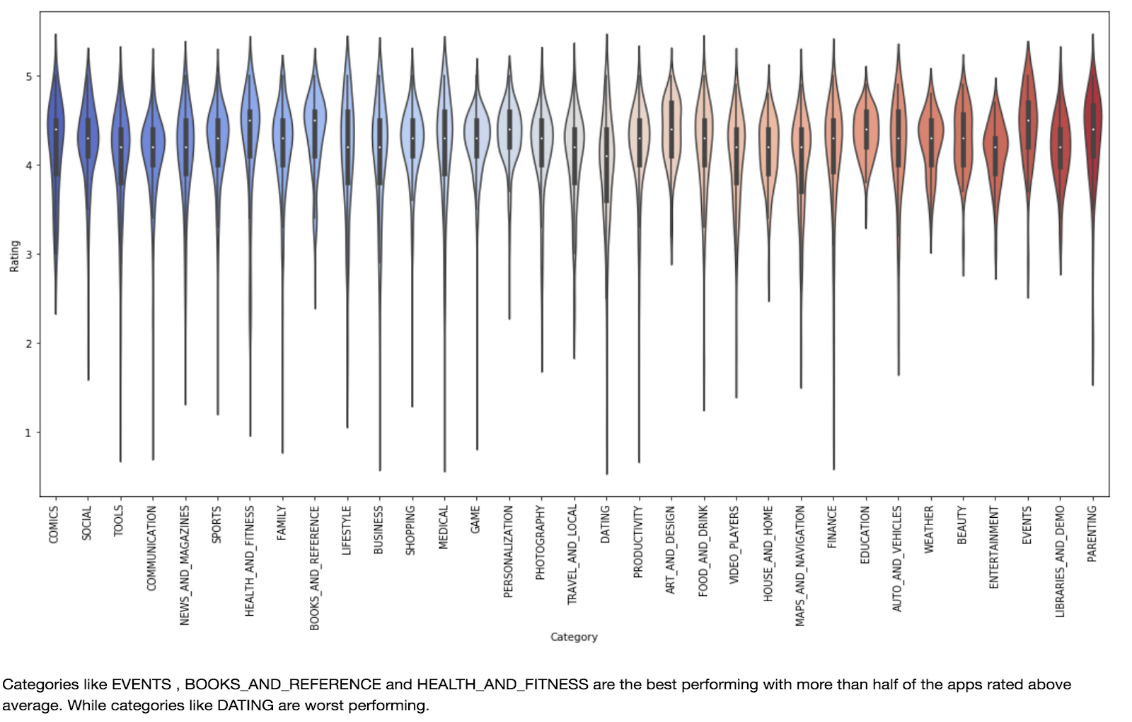 5
4
3
2
1
Rating
COMICS
SOCIAL
TOOLS
COMMUNICATION
NEWS_AND_MAGAZINES
SPORTS
HEALTH_AND_FITNESS
FAMILY
BOOKS_AND_REFERENCE
LIFESTYLE
BUSINESS
SHOPPING
MEDICAL
GAME
PERSONALIZATION
PHOTOGRAPHY
TRAVEL_AND_LOCAL
DATING
PRODUCTIVITY
ART_AND_DESIGN
FOOD_AND_DRINK
VIDEO_PLAYERS
HOUSE_AND_HOME
MAPS_AND_NAVIGATION
FINANCE
EDUCATION
AUTO_AND_VEHICLES
WEATHER
BEAUTY
ENTERTAINMENT
EVENTS
LIBRARIES_AND_DEMO
PARENTING
Category
Categories like EVENTS , BOOKS_AND_REFERENCE and HEALTH_AND_FITNESS are the best performing with more than half of the apps rated above
average. While categories like DATING are worst performing.